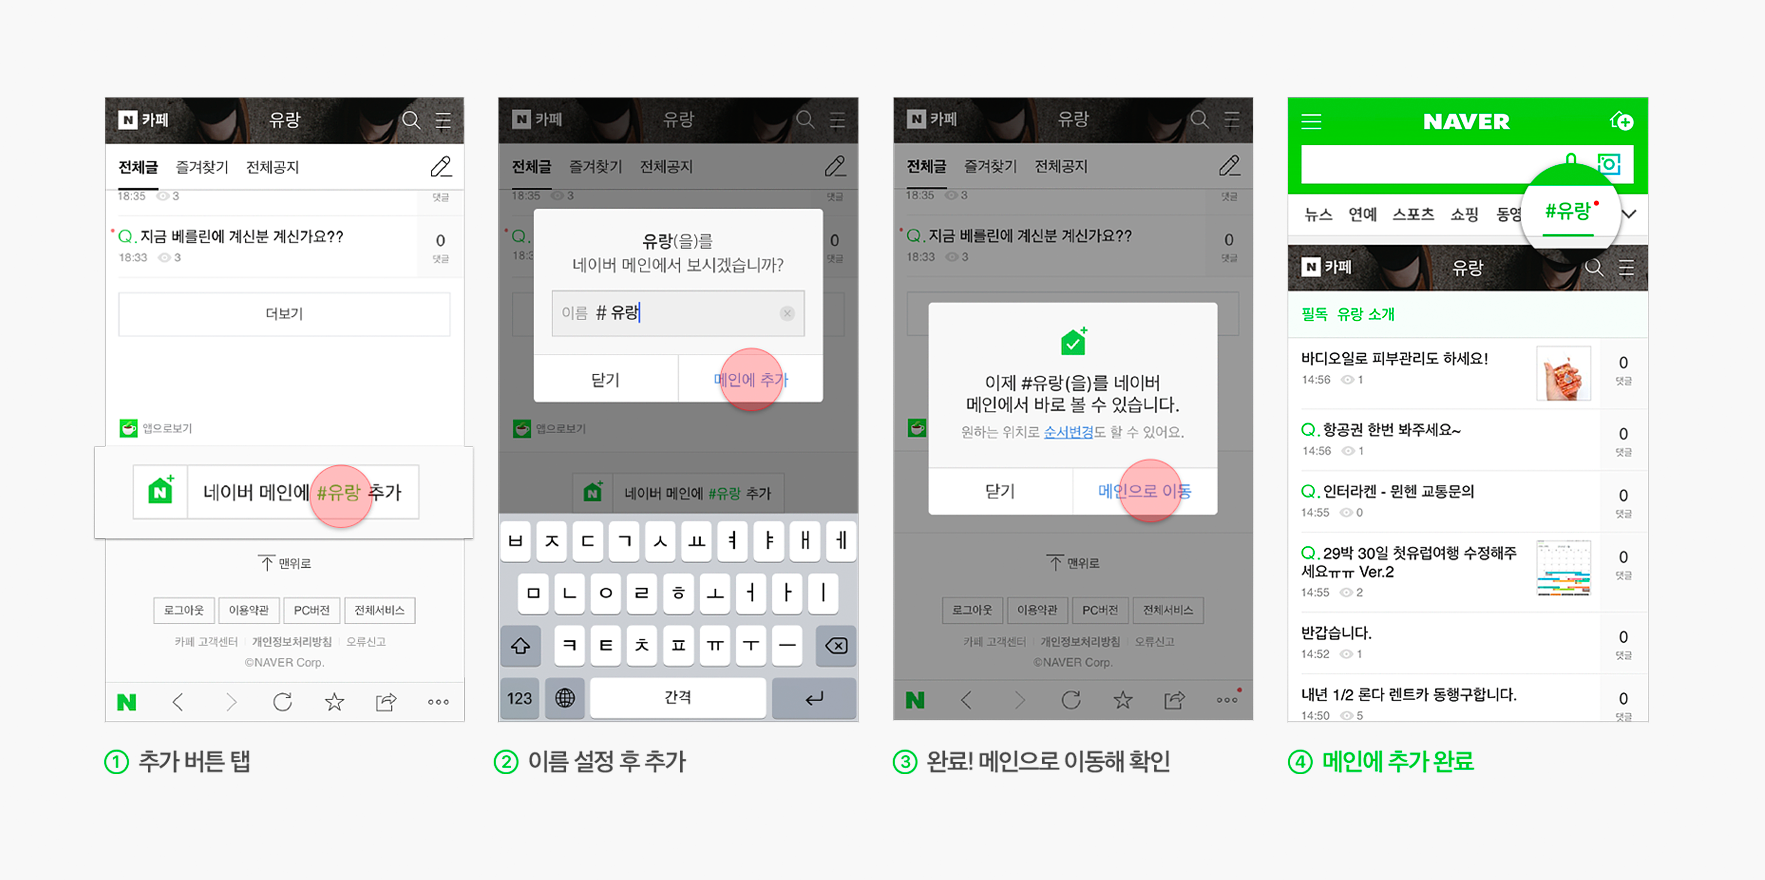 N 카페
유랑
전체글 즐겨찾기 전체공지
18:35 3
댓글
Q. 지금 베를린에 계신분 계신가요??
18:33 3
0
댓글
더보기
앱으로보기
네이버 메인에 #유랑 추가
맨위로
로그아웃 이용약관 PC버전 전체서비스
카페 고객센터 개인정보처리방침 오류신고
©NAVER Corp.
N
① 추가 버튼 탭
N 카페
유랑
전체글 즐겨찾기 전체공지
18:35 3
댓글
Q.
18:3
0
댓글
유랑(을)를
네이버 메인에서 보시겠습니까?
이름 # 유랑
닫기 메인에 추가
앱으로보기
네이버 메인에 #유랑 추가
ㅂ ㅈ ㄷ ㄱ ㅅ ㅛ ㅕ ㅑ ㅐ ㅔ
ㅁ ㄴ ㅇ ㄹ ㅎ ㅗ ㅓ ㅏ ㅣ
ㅋ ㅌ ㅊ ㅍ ㅠ ㅜ ㅡ
123 간격
② 이름 설정 후 추가
N 카페
유랑
전체글 즐겨찾기 전체공지
18:35 3
댓글
Q. 지금 베를린에 계신분 계신가요??
18:33 3
0
댓글
이제 #유랑(을)를 네이버
메인에서 바로 볼 수 있습니다.
원하는 위치로 순서변경도 할 수 있어요.
닫기 메인으로 이동
맨위로
로그아웃 이용약관 PC버전 전체서비스
카페 고객센터 개인정보처리방침 오류신고
©NAVER Corp.
N
③ 완료! 메인으로 이동해 확인
NAVER
뉴스 연예 스포츠 쇼핑 동영 #유랑
N 카페
유랑
필독 유랑 소개
바디오일로 피부관리도 하세요!
14:56 1
0
댓글
Q. 항공권 한번 봐주세요~
14:56 1
0
댓글
Q. 인터라켄 - 뮌헨 교통문의
14:55 0
0
댓글
Q. 29박 30일 첫유럽여행 수정해주
세요ㅠㅠ Ver.2
14:55 2
0
댓글
반갑습니다.
14:52 1
0
댓글
내년 1/2 론다 렌트카 동행구합니다.
14:50 5
0
댓글
④ 메인에 추가 완료